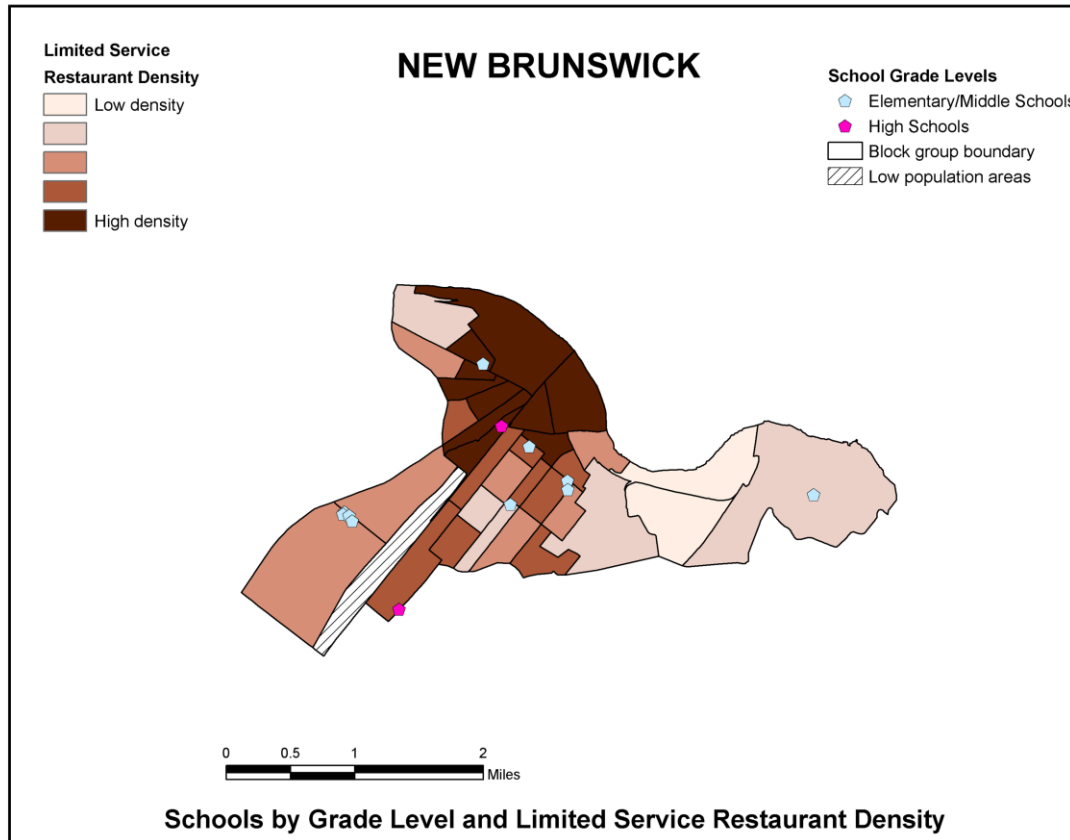 Limited Service
Restaurant Density
Low density
High density
NEW BRUNSWICK
School Grade Levels
Elementary/Middle Schools
High Schools
Block group boundary
Low population areas
0 0.5 1 2
Miles
Schools by Grade Level and Limited Service Restaurant Density